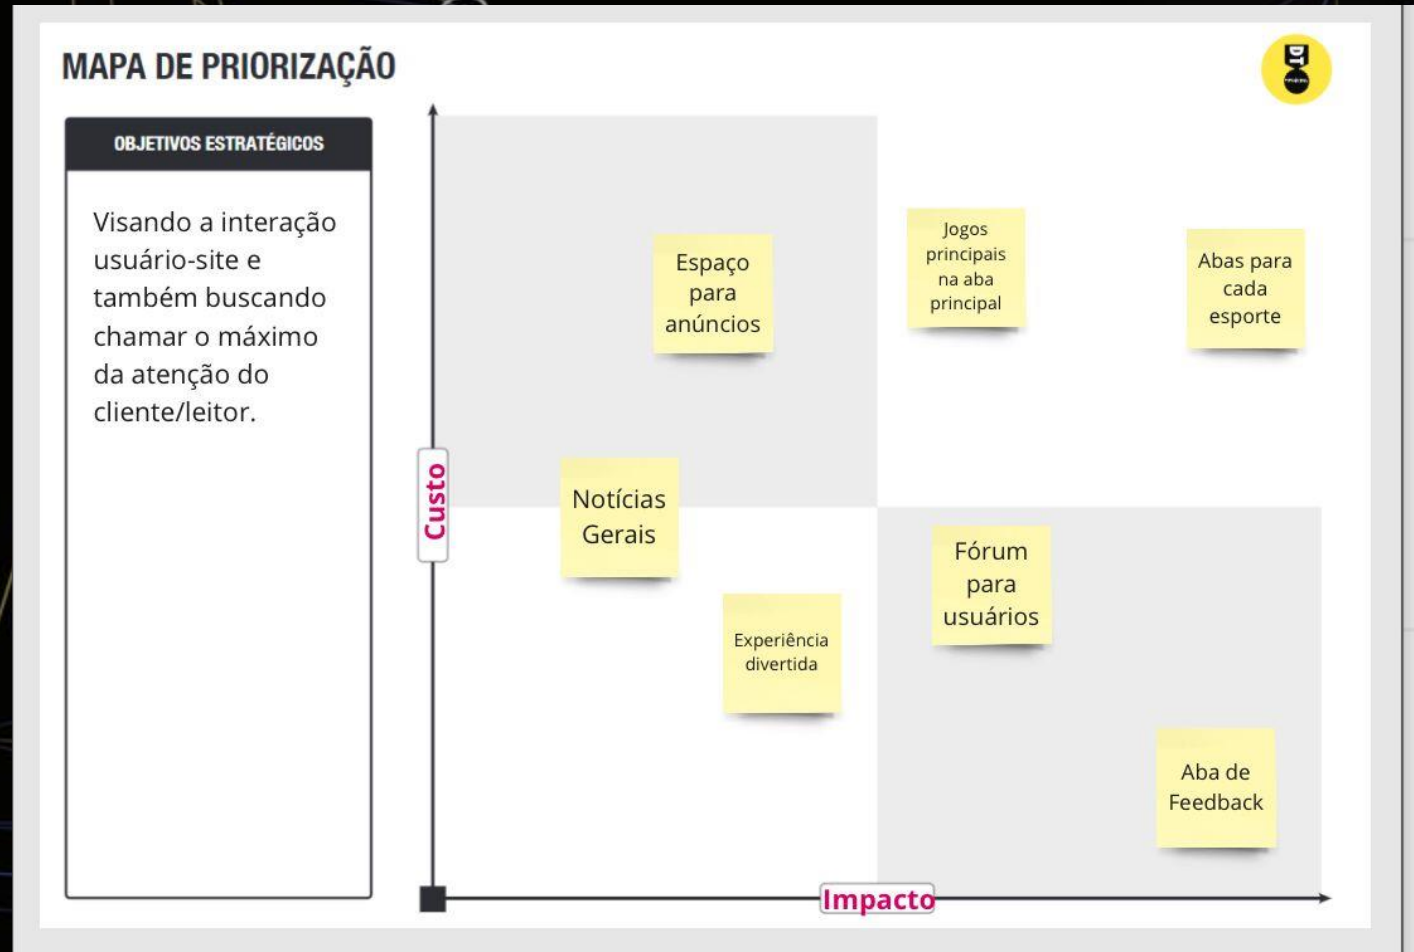 MAPA DE PRIORIZAÇÃO
DT
OBJETIVOS ESTRATÉGICOS
Visando a interação
usuário-site e
também buscando
chamar o máximo
da atenção do
cliente/leitor.
Espaço
para
anúncios
Jogos
principais
na aba
principal
Abas para
cada
esporte
Custo
Notícias
Gerais
Experiência
divertida
Fórum
para
usuários
Aba de
Feedback
Impacto